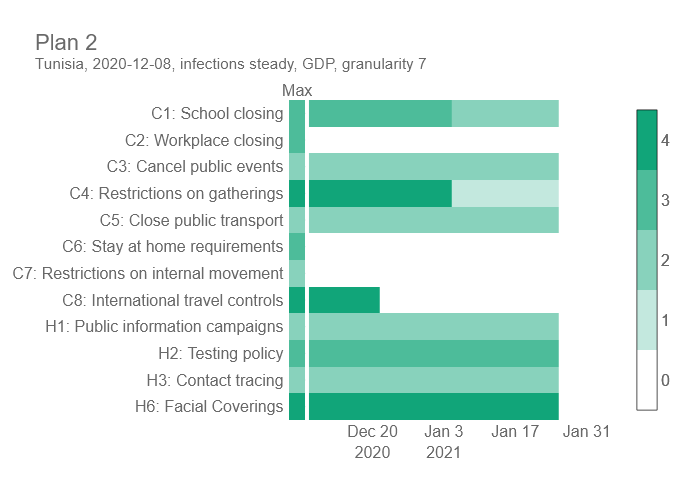 Plan 2
Tunisia, 2020-12-08, infections steady, GDP, granularity 7
Max
C1: School closing
C2: Workplace closing
C3: Cancel public events
C4: Restrictions on gatherings
C5: Close public transport
C6: Stay at home requirements
C7: Restrictions on internal movement
C8: International travel controls
H1: Public information campaigns
H2: Testing policy
H3: Contact tracing
H6: Facial Coverings
Dec 20 Jan 3 Jan 17 Jan 31
2020 2021
4
3
2
1
0